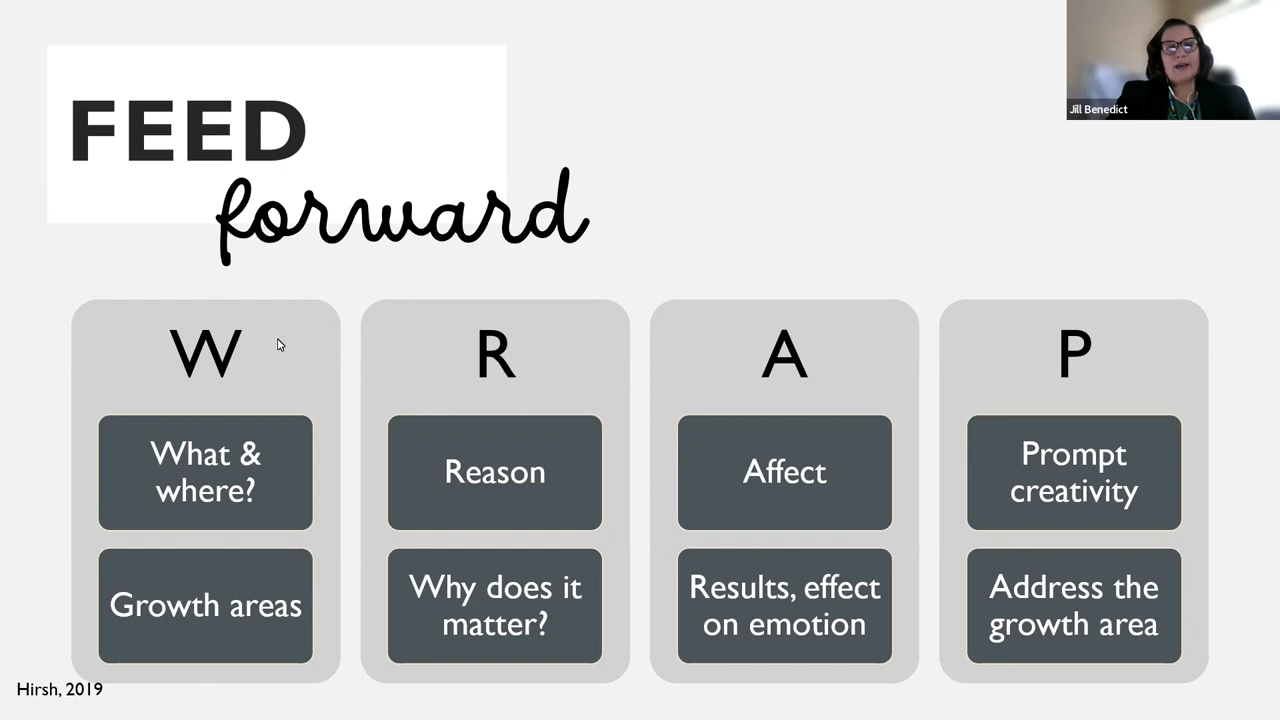 FEED
forward
Jill Benedict
W
What &
where?
Growth areas
R
Reason
Why does it
matter?
A
Affect
Results, effect
on emotion
P
Prompt
creativity
Address the
growth area
Hirsh, 2019